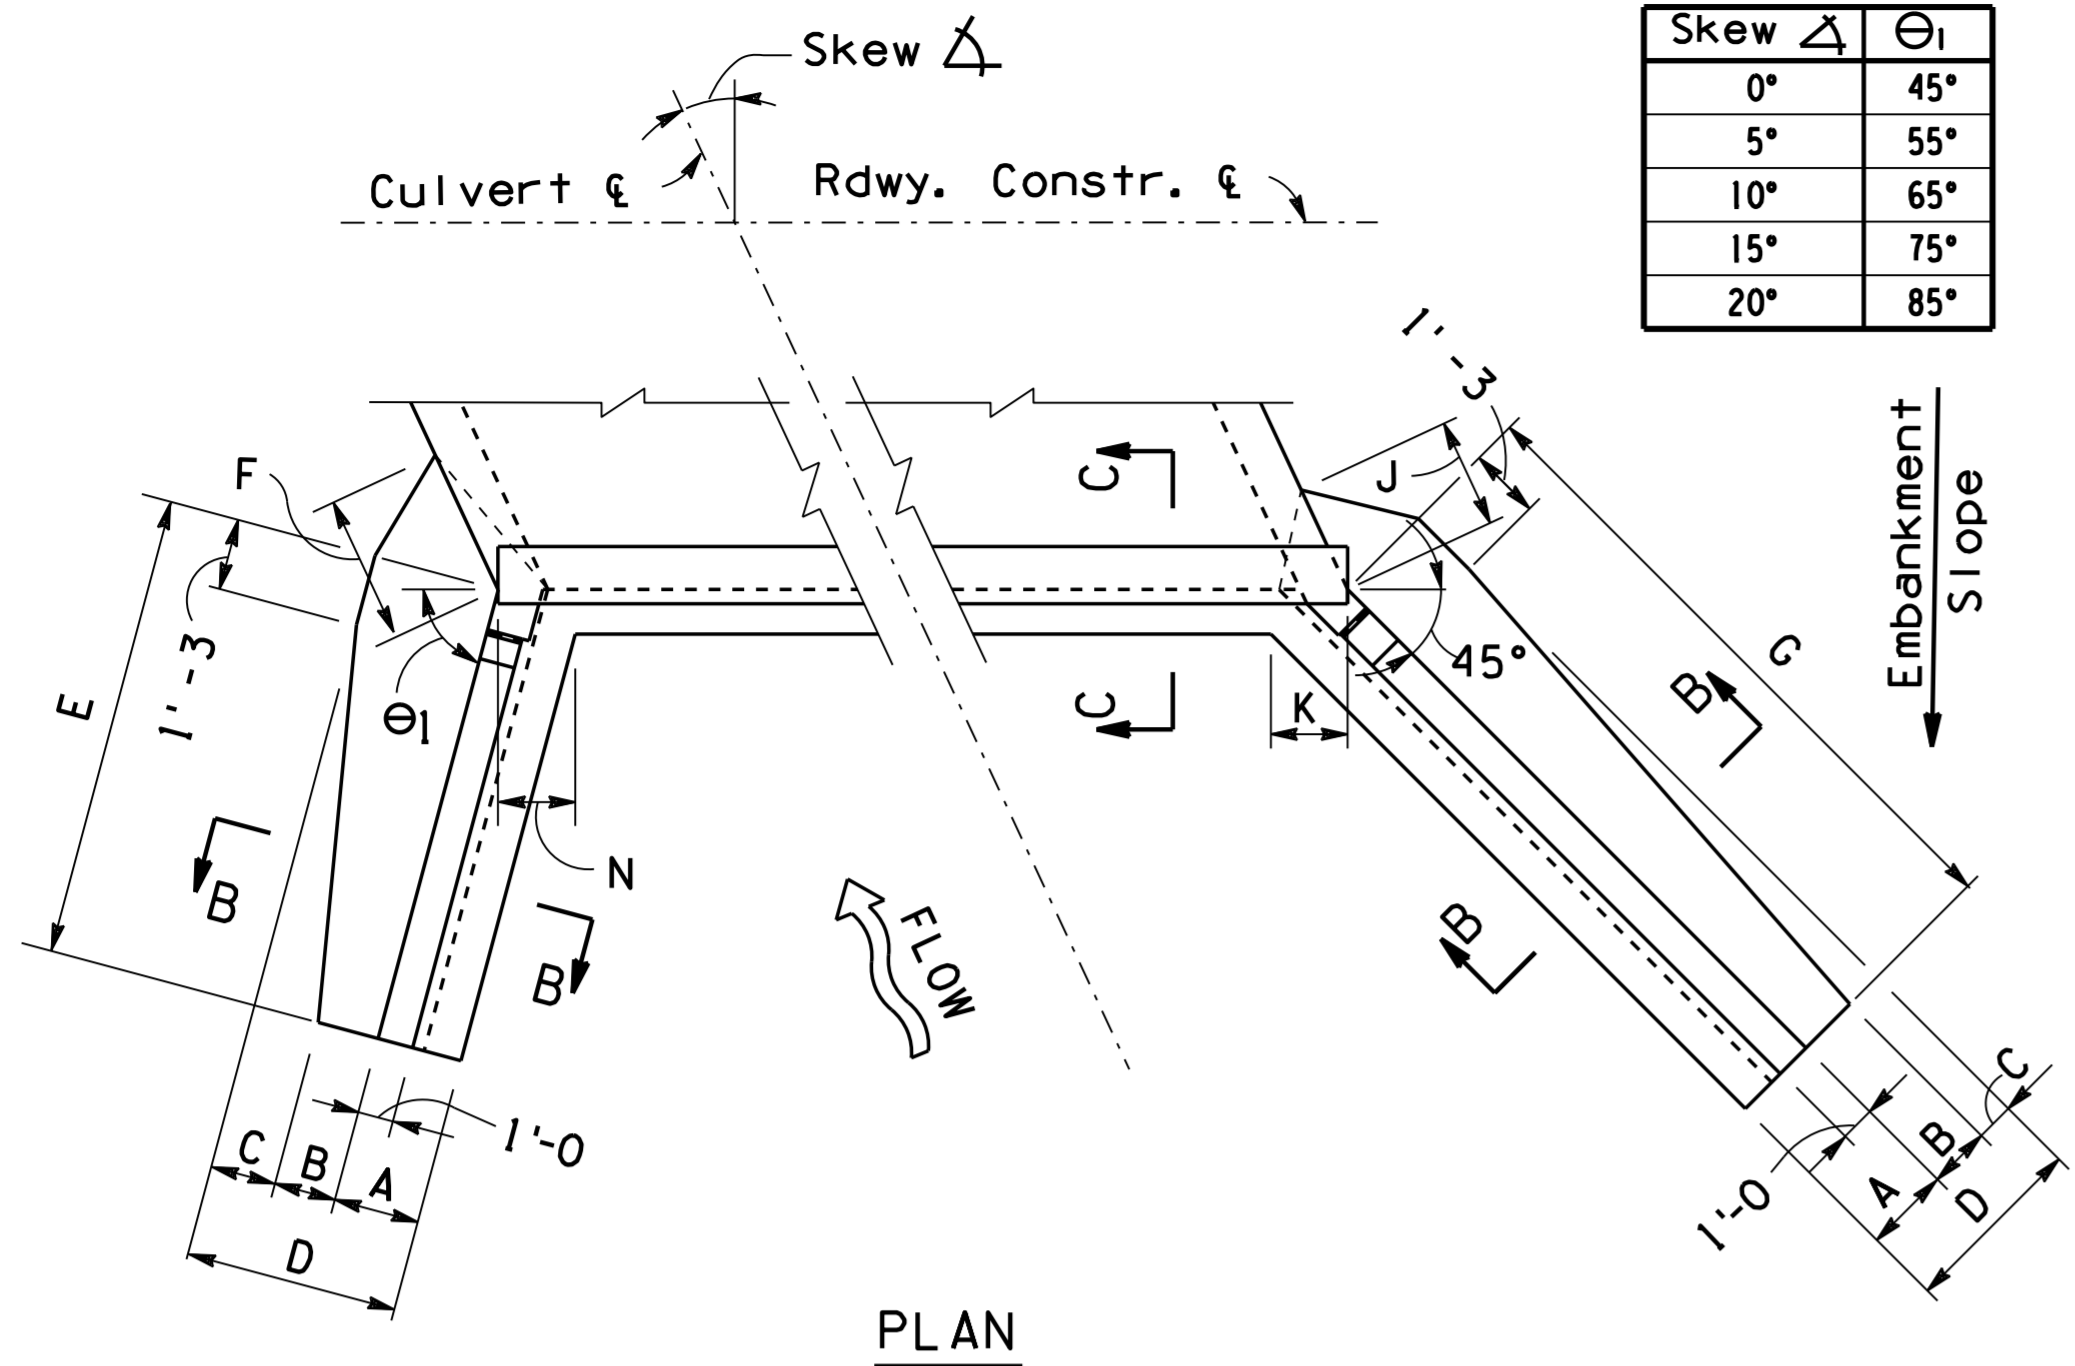 Skew ∡
Skew ∡ Θ1
0° 45°
5° 55°
10° 65°
15° 75°
20° 85°
Culvert ℄
Rdwy. Constr. ℄
1'-3
Embankment
Slope
F
C
J
E
1'-3
Θ1
45°
G
C
K
B
B
N
B
B
B
FLOW
C
B
A
1'-0
D
C
B
A
D
1'-0
PLAN